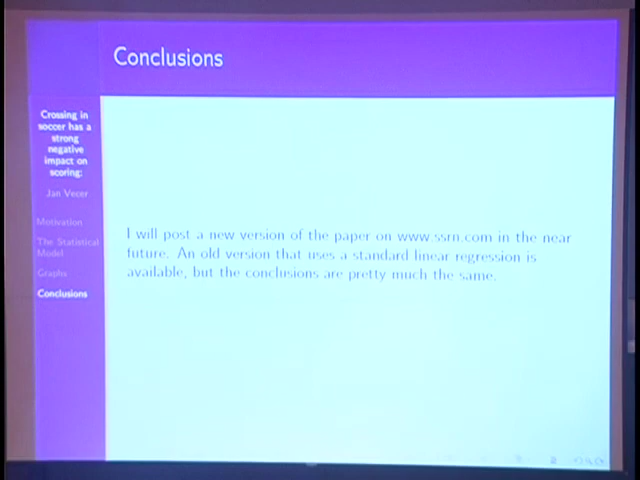 Conclusions
Crossing in
soccer has a
strong
negative
impact on
scoring:
Jan Vecer
Motivation
The Statistical
Model
Graphs
Conclusions
I will post a new version of the paper on www.ssrn.com in the near
future. An old version that uses a standard linear regression is
available, but the conclusions are pretty much the same.